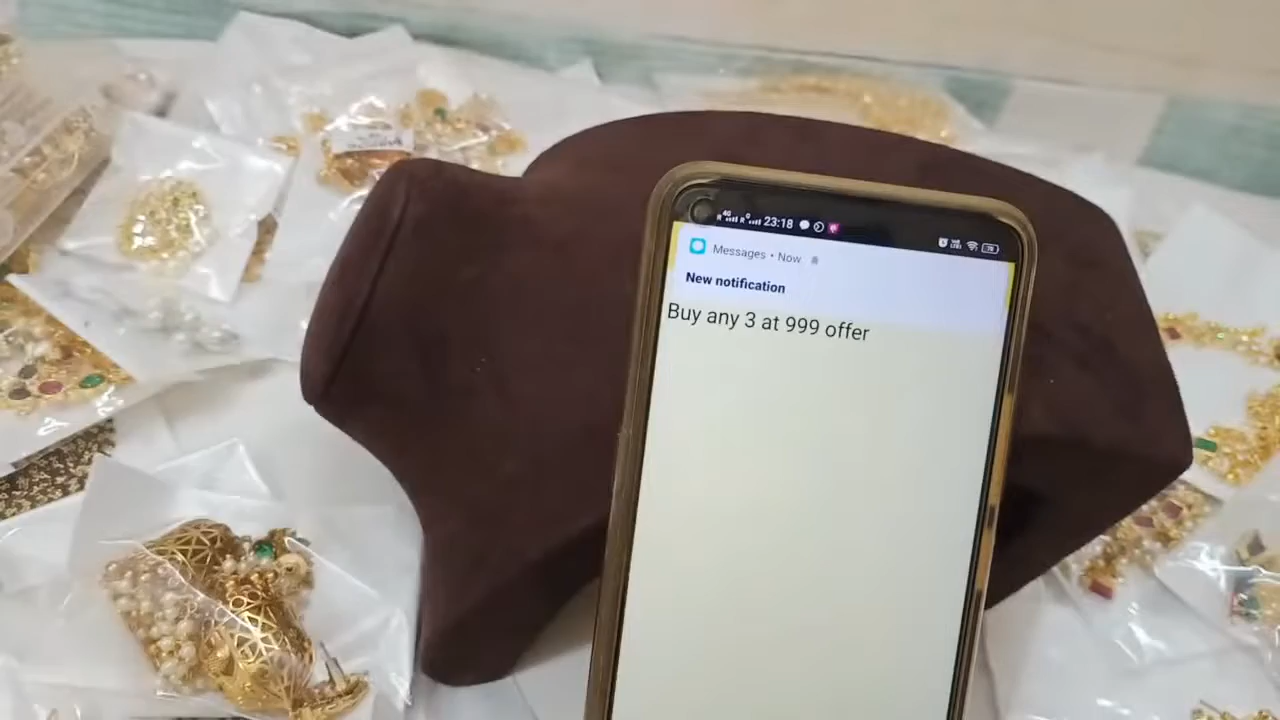 23:18
Messages • Now
New notification
Buy any 3 at 999 offer